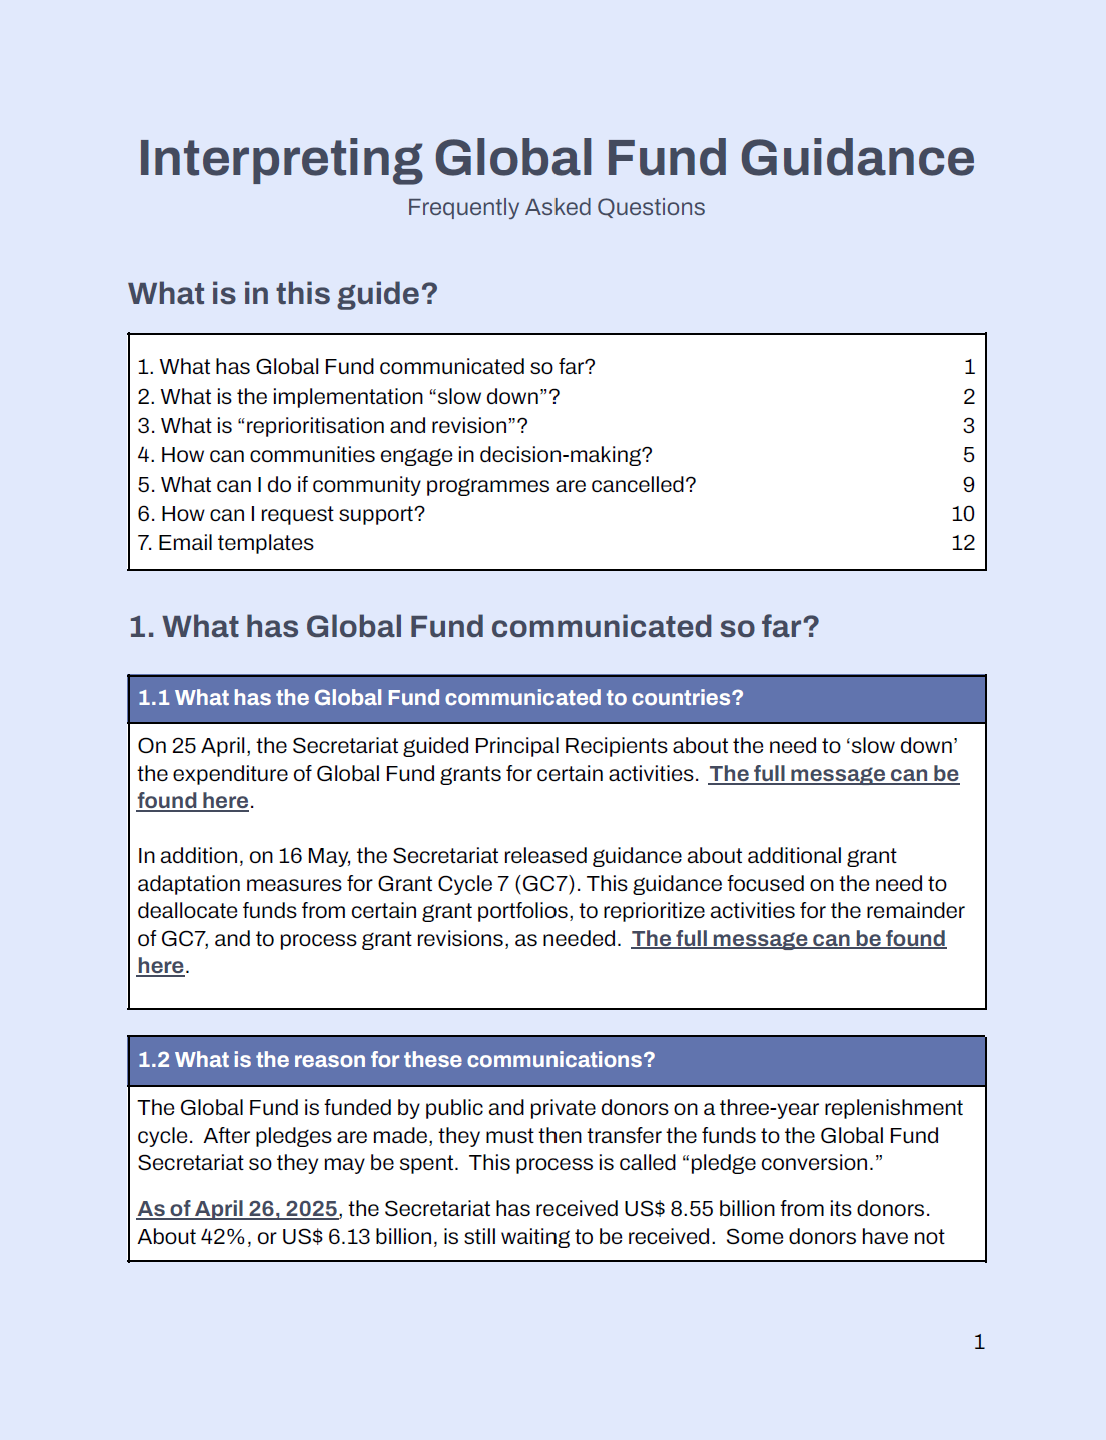 Interpreting Global Fund Guidance
Frequently Asked Questions
What is in this guide?
1. What has Global Fund communicated so far? 1
2. What is the implementation “slow down”? 2
3. What is “reprioritisation and revision”? 3
4. How can communities engage in decision-making? 5
5. What can I do if community programmes are cancelled? 9
6. How can I request support? 10
7. Email templates 12
1. What has Global Fund communicated so far?
1.1 What has the Global Fund communicated to countries?
On 25 April, the Secretariat guided Principal Recipients about the need to ‘slow down’
the expenditure of Global Fund grants for certain activities. The full message can be
found here.
In addition, on 16 May, the Secretariat released guidance about additional grant
adaptation measures for Grant Cycle 7 (GC7). This guidance focused on the need to
deallocate funds from certain grant portfolios, to reprioritize activities for the remainder
of GC7, and to process grant revisions, as needed. The full message can be found
here.
1.2 What is the reason for these communications?
The Global Fund is funded by public and private donors on a three-year replenishment
cycle. After pledges are made, they must then transfer the funds to the Global Fund
Secretariat so they may be spent. This process is called “pledge conversion.”
As of April 26, 2025, the Secretariat has received US$ 8.55 billion from its donors.
About 42%, or US$ 6.13 billion, is still waiting to be received. Some donors have not
1